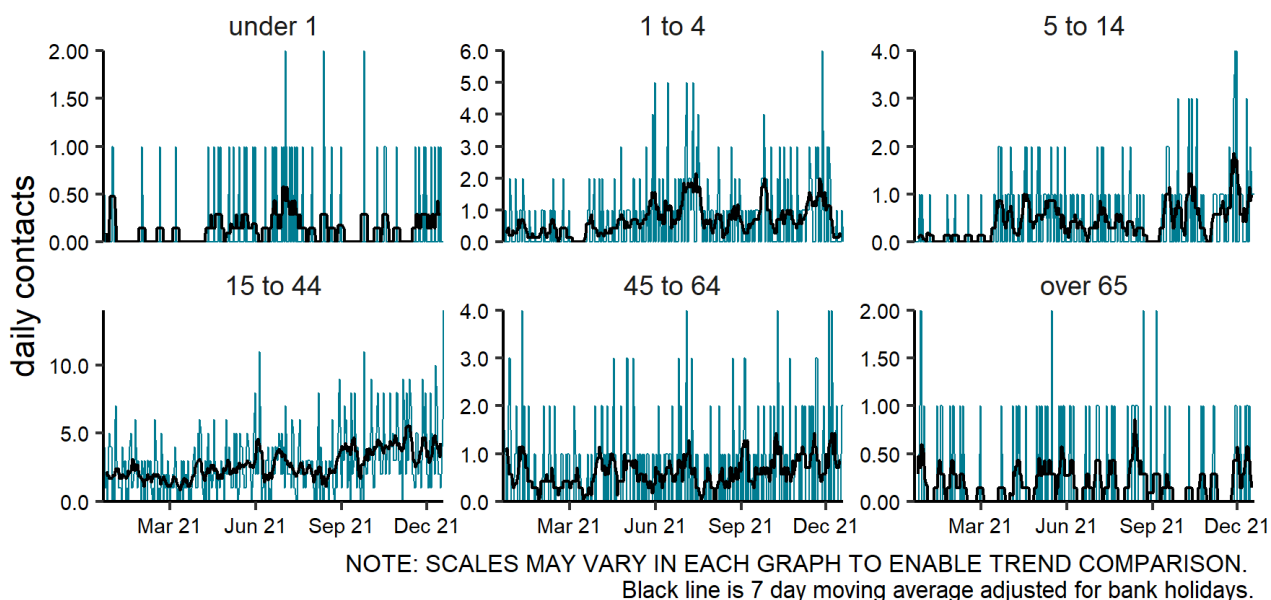 under 1
1 to 4
5 to 14
2.00
1.50
1.00
0.50
0.00
6.0
5.0
4.0
3.0
2.0
1.0
0.0
4.0
3.0
2.0
1.0
0.0
daily contacts
15 to 44
45 to 64
over 65
10.0
5.0
0.0
4.0
3.0
2.0
1.0
0.0
2.00
1.50
1.00
0.50
0.00
Mar 21 Jun 21 Sep 21 Dec 21
Mar 21 Jun 21 Sep 21 Dec 21
Mar 21 Jun 21 Sep 21 Dec 21
NOTE: SCALES MAY VARY IN EACH GRAPH TO ENABLE TREND COMPARISON.
Black line is 7 day moving average adjusted for bank holidays.